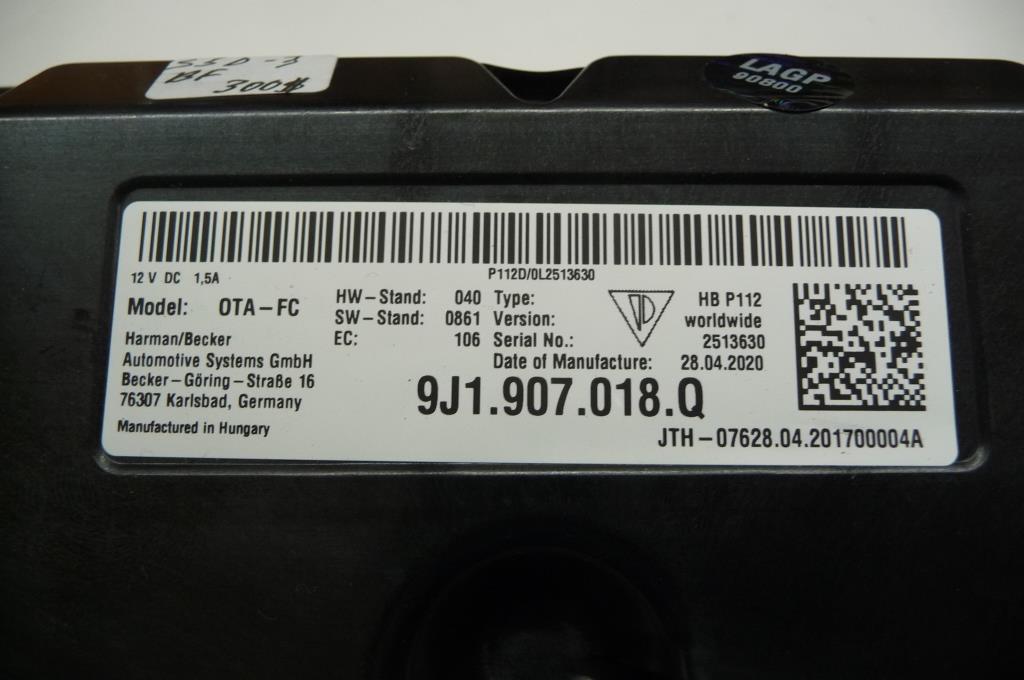 SSD-3
BF 300$
LAGP
90800
P112D/0L2513630
12 V DC 1,5A
Model: OTA-FC
HW-Stand: 040
SW-Stand: 0861
EC: 106
Type: HB P112
Version: worldwide
Serial No.: 2513630
Date of Manufacture: 28.04.2020
Harman/Becker
Automotive Systems GmbH
Becker-Göring-Straße 16
76307 Karlsbad, Germany
Manufactured in Hungary
9J1.907.018.Q
JTH-07628.04.201700004A